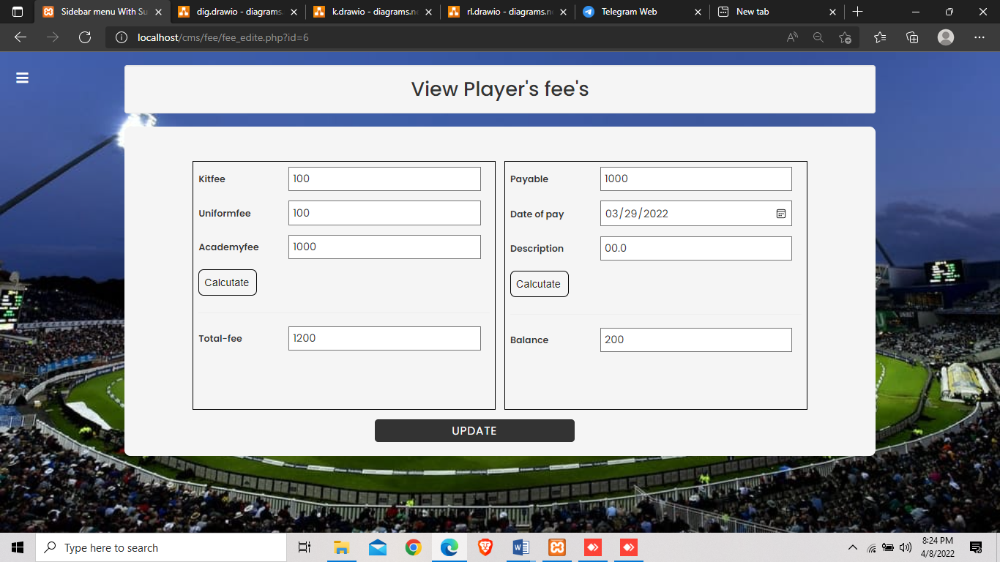 Sidebar menu With Su
dig.drawio - diagrams.
k.drawio - diagrams.ne
rl.drawio - diagrams.ne
Telegram Web
New tab
localhost/cms/fee/fee_edite.php?id=6
View Player's fee's
Kitfee 100
Uniformfee 100
Academyfee 1000
Calcutate
Total-fee 1200
Payable 1000
Date of pay 03/29/2022
Description 00.0
Calcutate
Balance 200
UPDATE
Type here to search
8:24 PM
4/8/2022